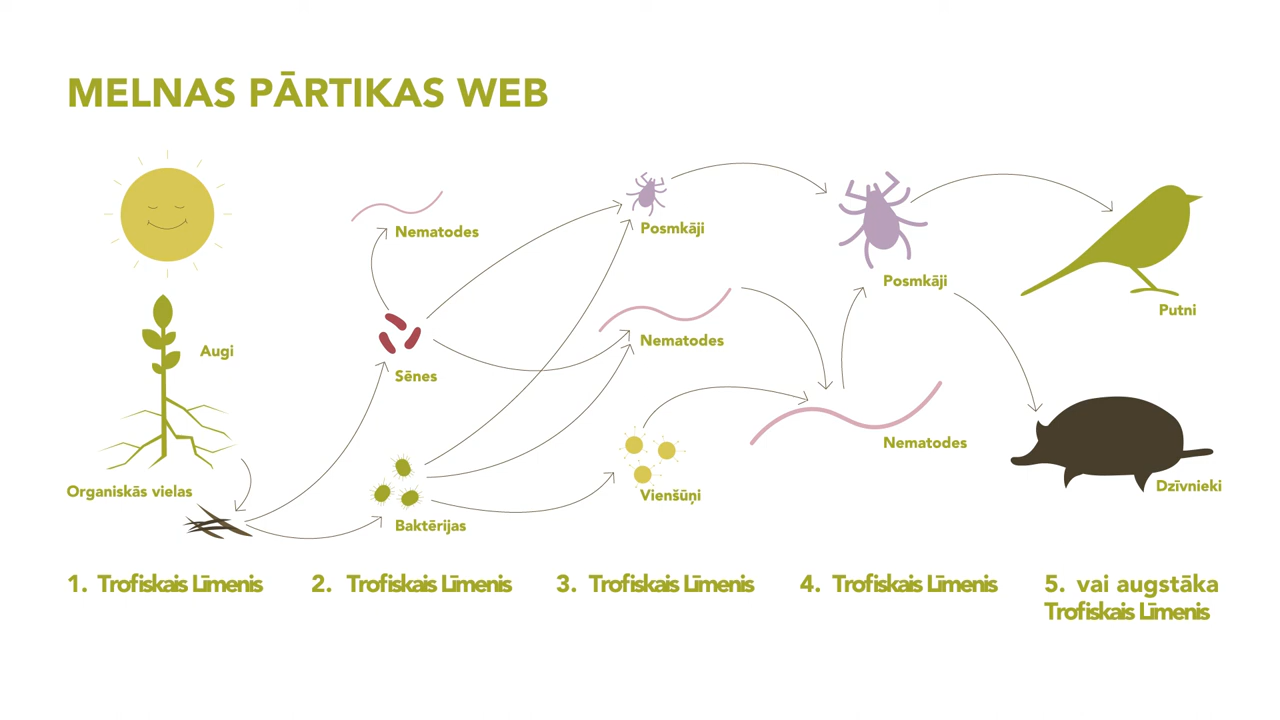 MELNAS PĀRTIKAS WEB
Nematodes
Posmkāji
Posmkāji
Putni
Augi
Nematodes
Sēnes
Nematodes
Organiskās vielas
Vienšūņi
Dzīvnieki
Baktērijas
1. Trofiskais Līmenis
2. Trofiskais Līmenis
3. Trofiskais Līmenis
4. Trofiskais Līmenis
5. vai augstāka
Trofiskais Līmenis